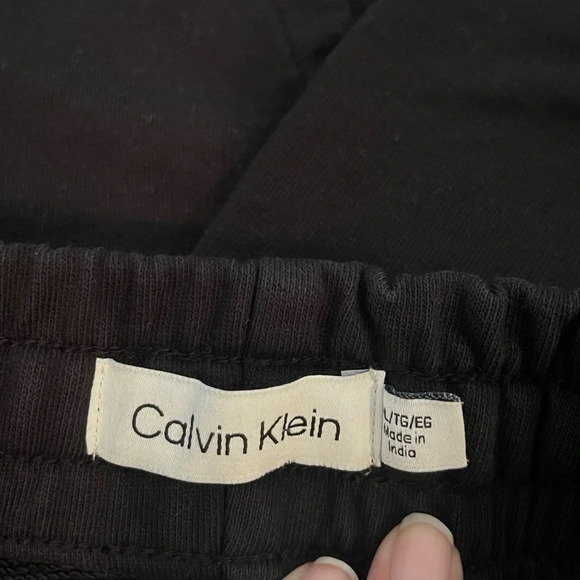 Calvin Klein
L/TG/EG
Made in
India